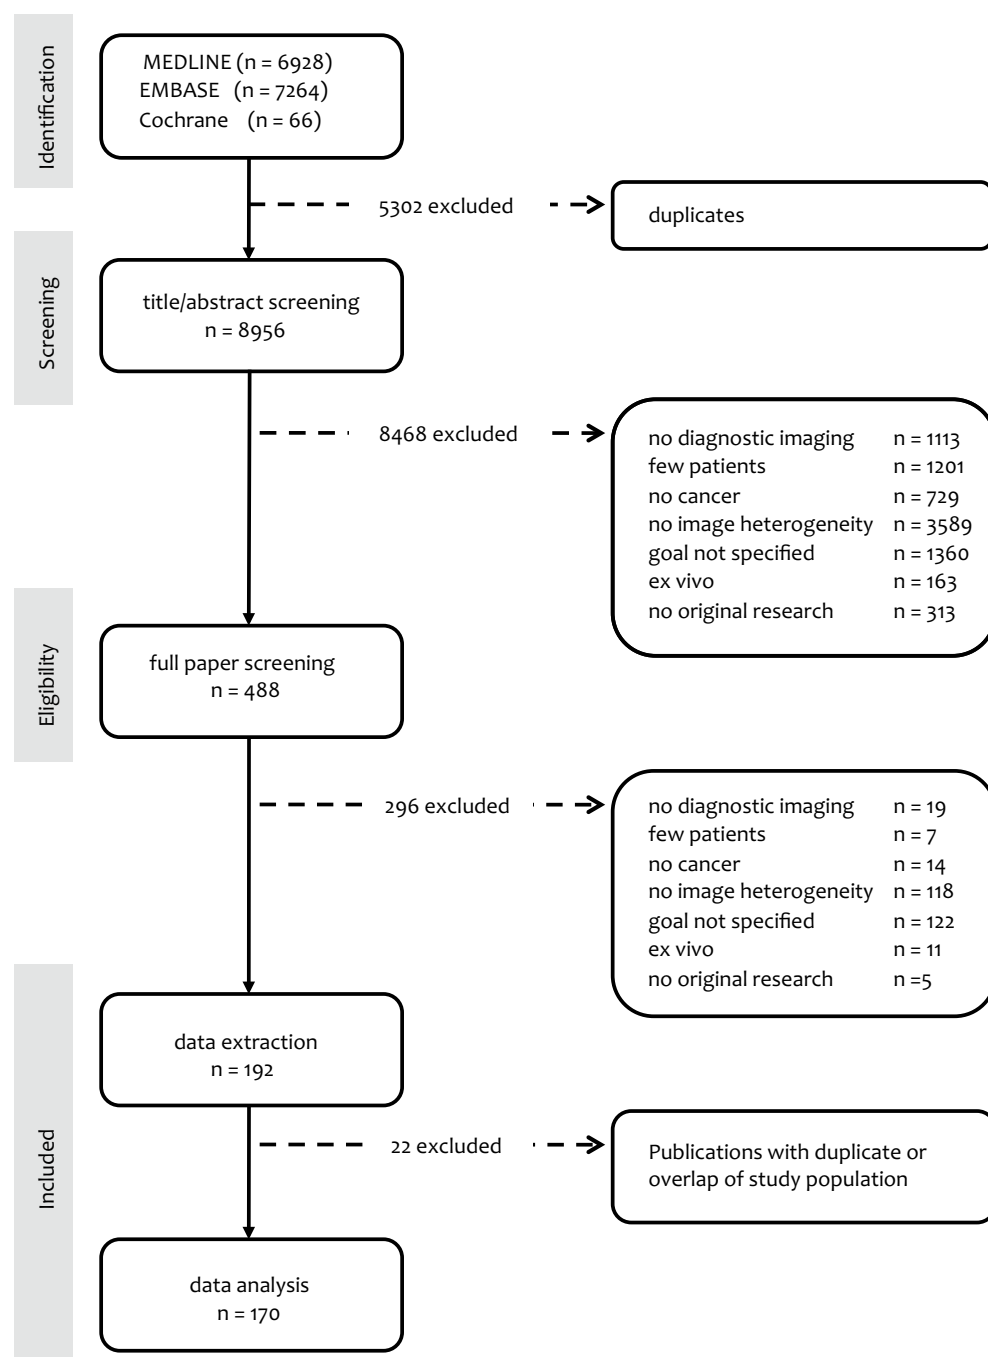 Identification
MEDLINE (n = 6928)
EMBASE (n = 7264)
Cochrane (n = 66)
5302 excluded
duplicates
Screening
title/abstract screening
n = 8956
8468 excluded
no diagnostic imaging n = 1113
few patients n = 1201
no cancer n = 729
no image heterogeneity n = 3589
goal not specified n = 1360
ex vivo n = 163
no original research n = 313
Eligibility
full paper screening
n = 488
296 excluded
no diagnostic imaging n = 19
few patients n = 7
no cancer n = 14
no image heterogeneity n = 118
goal not specified n = 122
ex vivo n = 11
no original research n =5
Included
data extraction
n = 192
22 excluded
Publications with duplicate or
overlap of study population
data analysis
n = 170